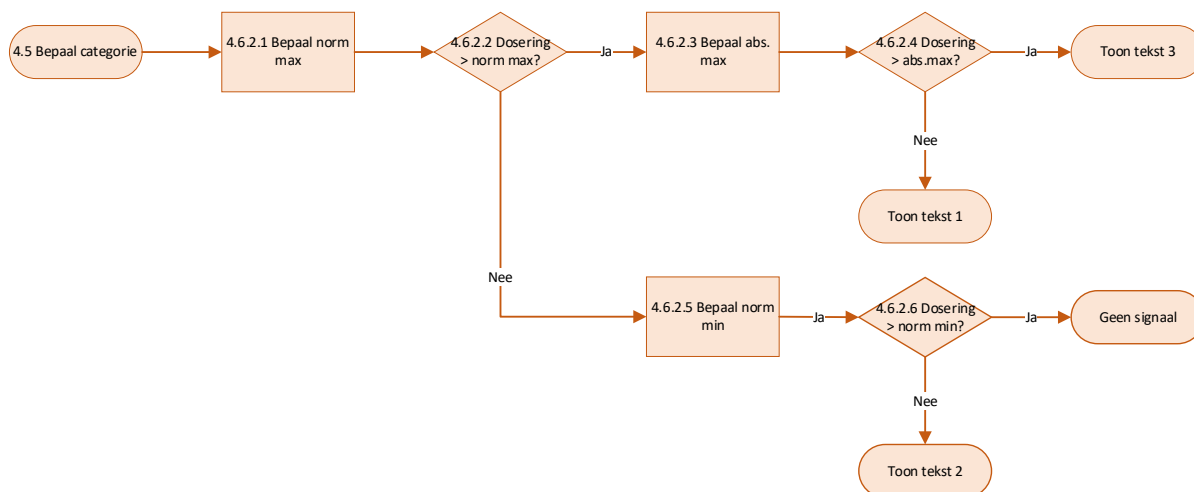 4.5 Bepaal categorie
4.6.2.1 Bepaal norm
max
4.6.2.2 Dosering
> norm max?
Ja
4.6.2.3 Bepaal abs.
max
4.6.2.4 Dosering
> abs.max?
Ja
Toon tekst 3
Nee
Toon tekst 1
Nee
4.6.2.5 Bepaal norm
min
Ja
4.6.2.6 Dosering
> norm min?
Ja
Geen signaal
Nee
Toon tekst 2